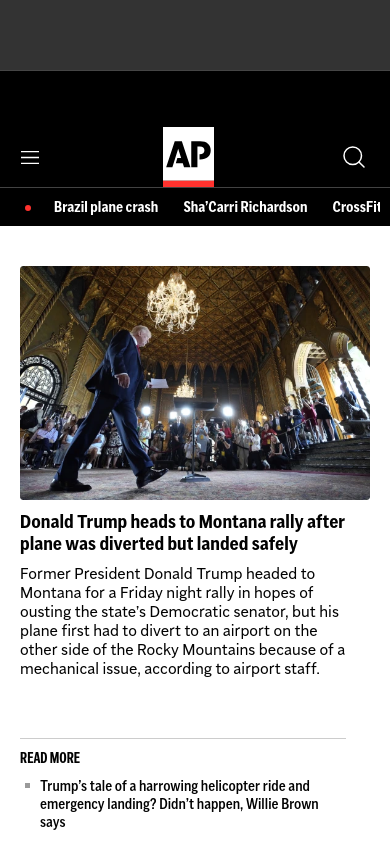 AP
Brazil plane crash Sha'Carri Richardson CrossFit
Donald Trump heads to Montana rally after
plane was diverted but landed safely
Former President Donald Trump headed to
Montana for a Friday night rally in hopes of
ousting the state's Democratic senator, but his
plane first had to divert to an airport on the
other side of the Rocky Mountains because of a
mechanical issue, according to airport staff.
READ MORE
Trump's tale of a harrowing helicopter ride and
emergency landing? Didn't happen, Willie Brown
says